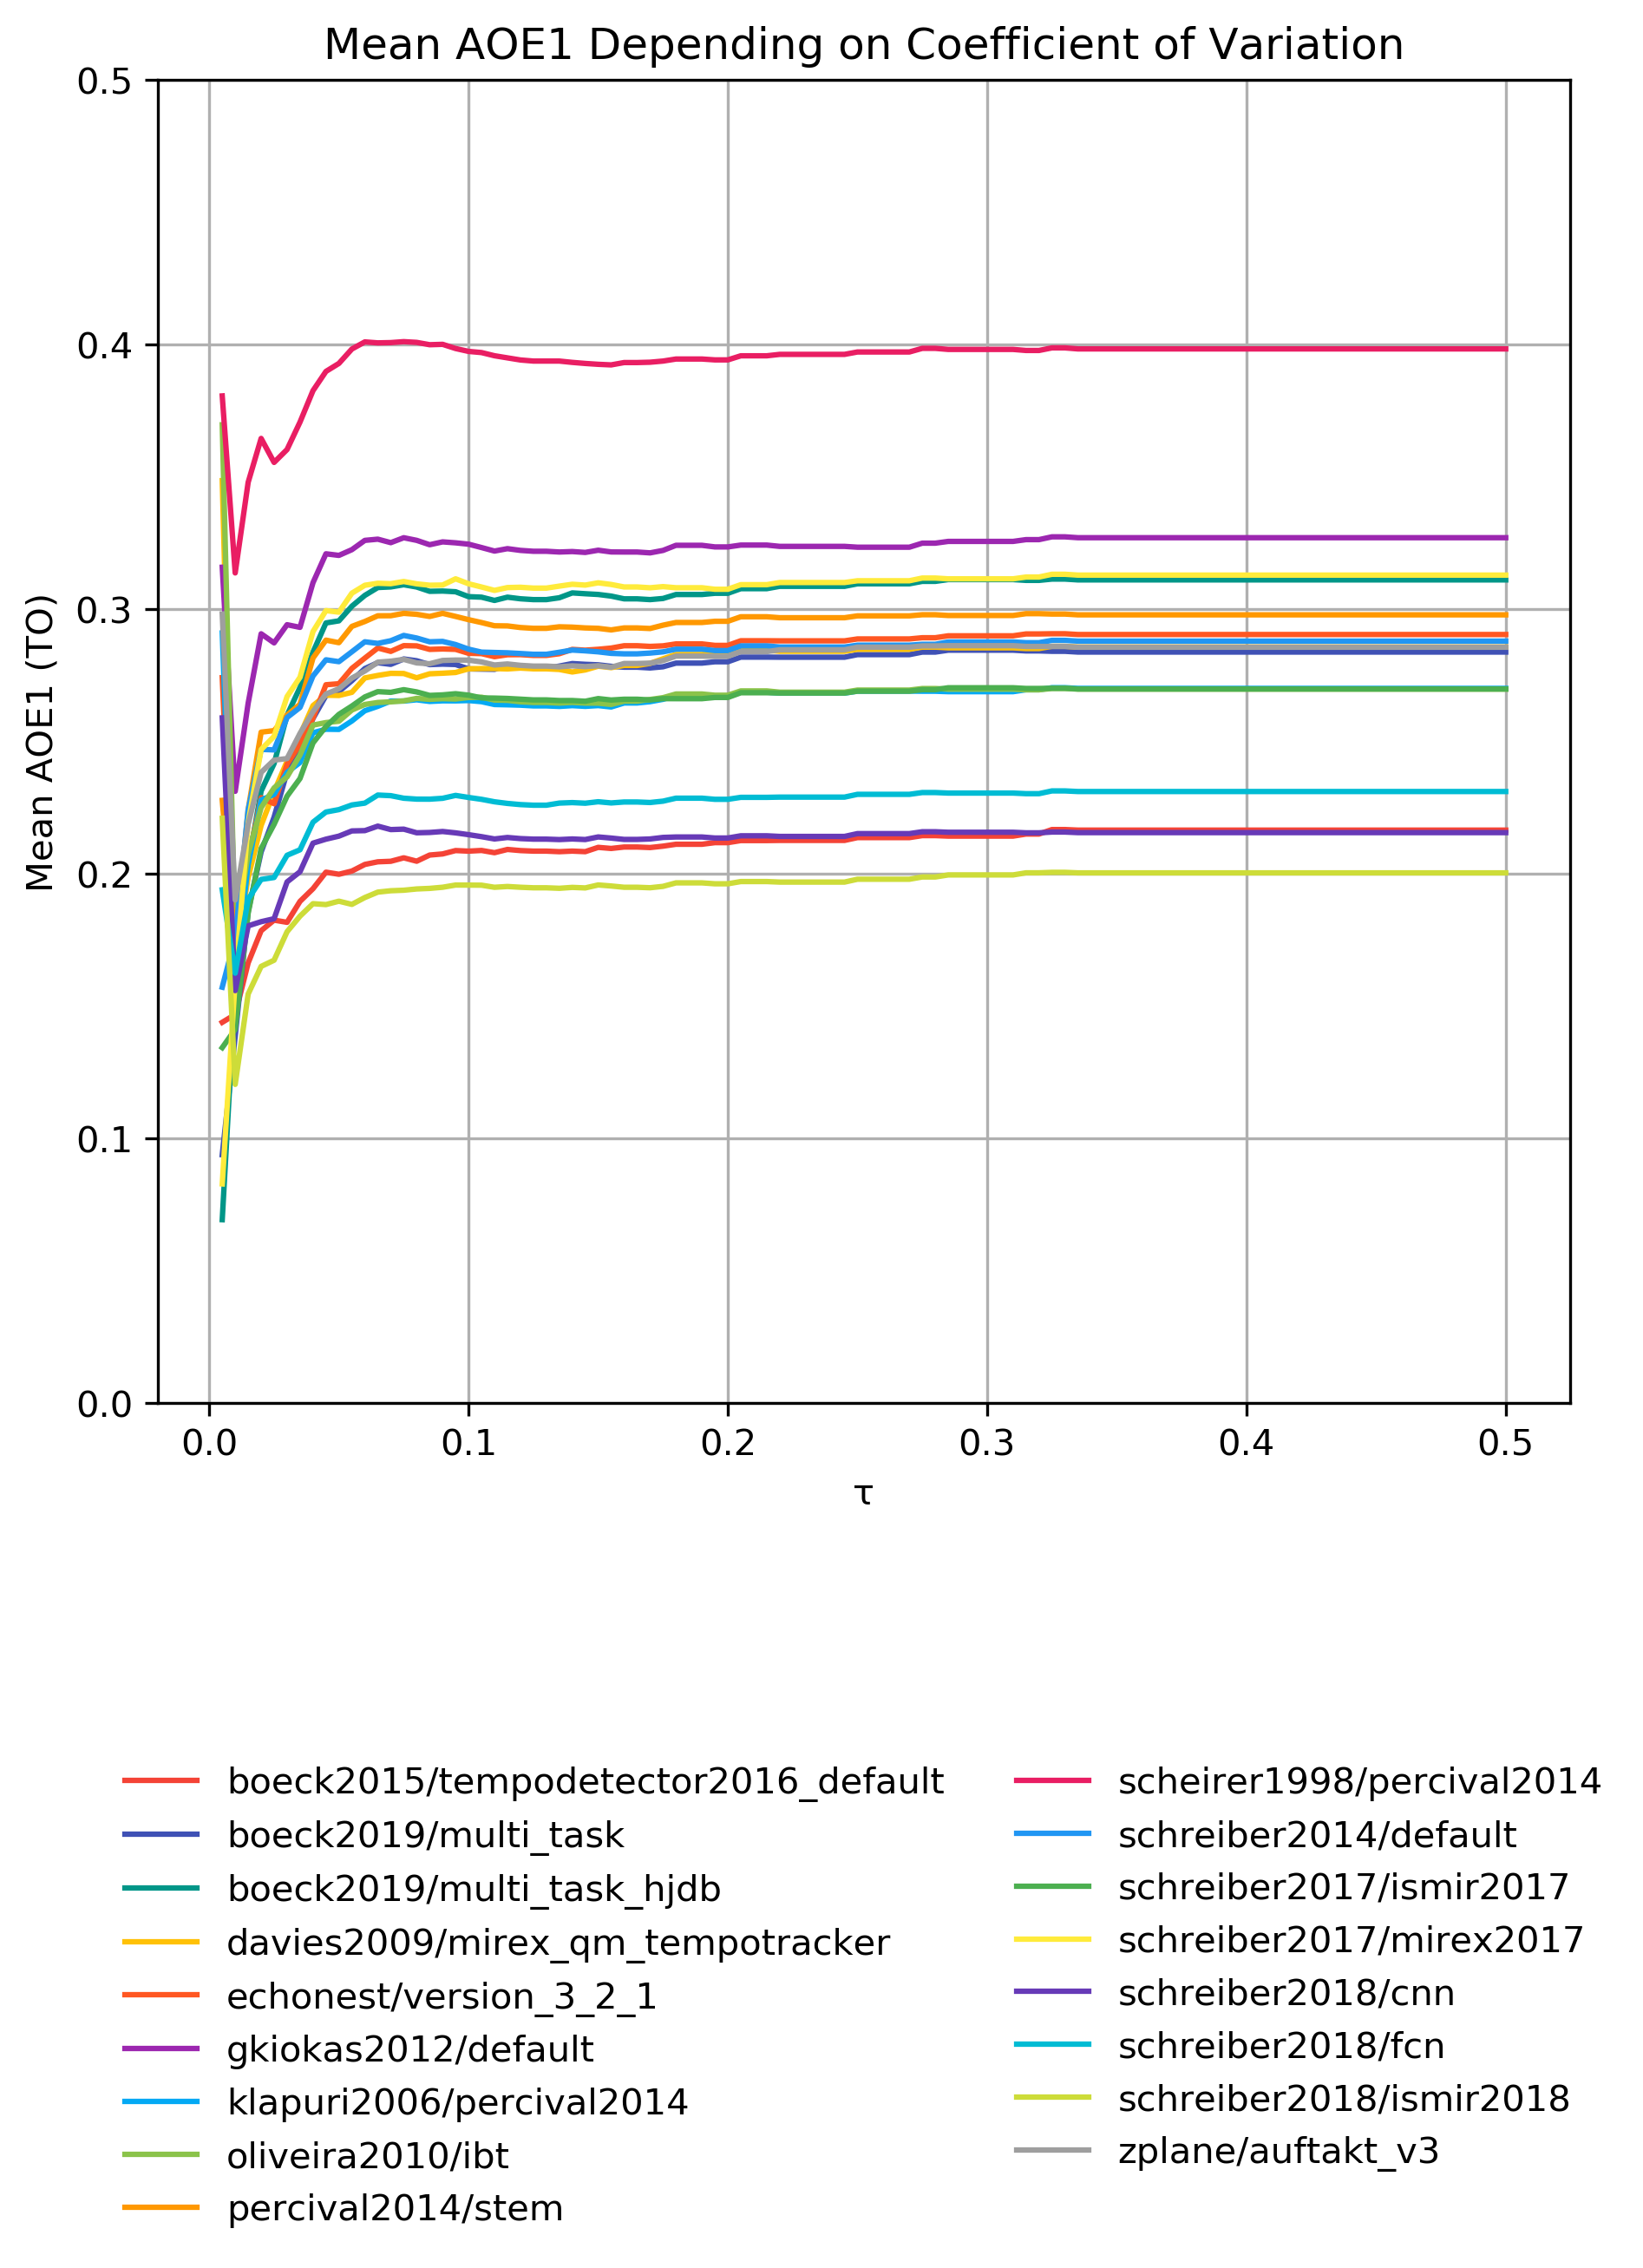 Mean AOE1 Depending on Coefficient of Variation
0.5
0.4
0.3
0.2
0.1
0.0
Mean AOE1 (TO)
0.0 0.1 0.2 0.3 0.4 0.5
τ
boeck2015/tempodetector2016_default
boeck2019/multi_task
boeck2019/multi_task_hjdb
davies2009/mirex_qm_tempotracker
echonest/version_3_2_1
gkiokas2012/default
klapuri2006/percival2014
oliveira2010/ibt
percival2014/stem
scheirer1998/percival2014
schreiber2014/default
schreiber2017/ismir2017
schreiber2017/mirex2017
schreiber2018/cnn
schreiber2018/fcn
schreiber2018/ismir2018
zplane/auftakt_v3